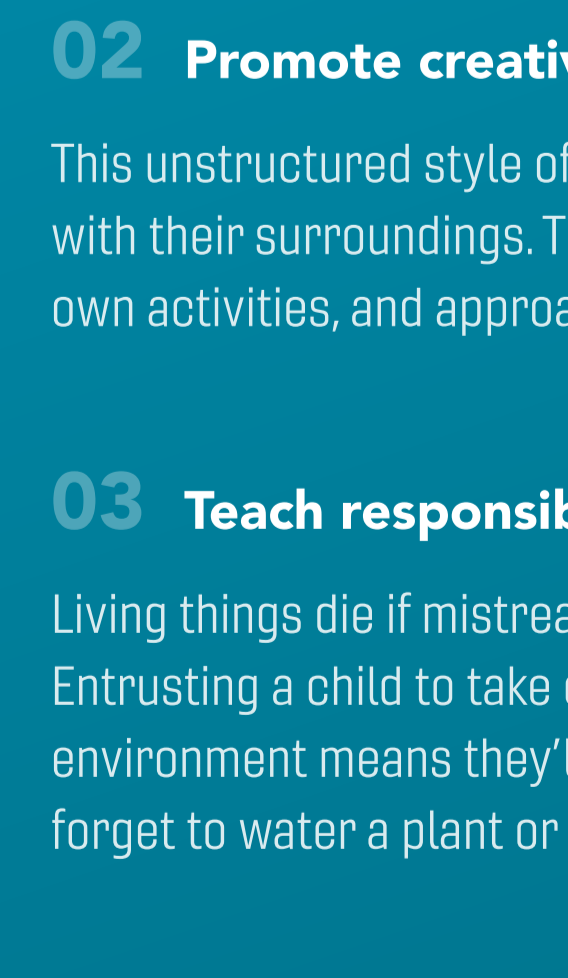 02 Promote creativ
This unstructured style of
with their surroundings. T
own activities, and approa
03 Teach responsib
Living things die if mistrea
Entrusting a child to take
environment means they’l
forget to water a plant or